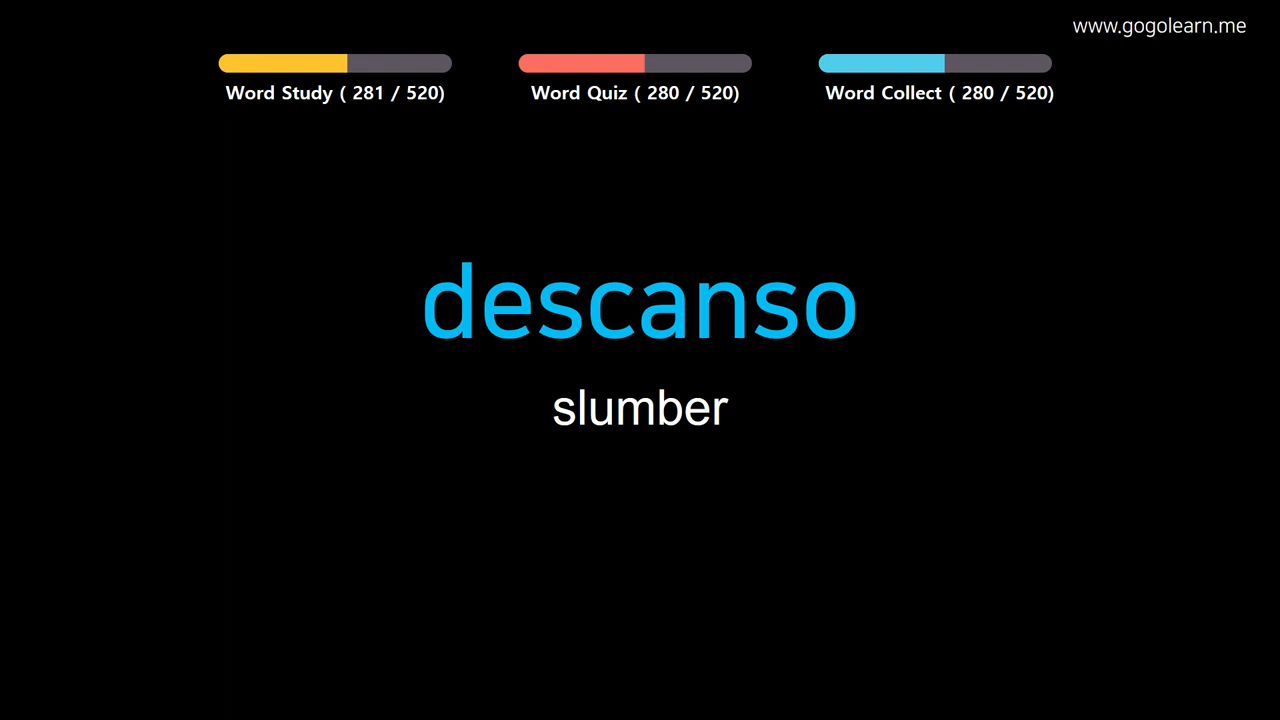 www.gogolearn.me
Word Study ( 281 / 520)
Word Quiz ( 280 / 520)
Word Collect ( 280 / 520)
descanso
slumber